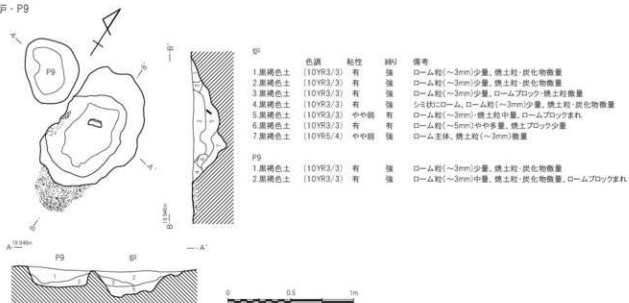 炉・P9
A-
P9
B'
A'
B-
B'
B-
19.946m
炉
色調 粘性 締り 備考
1.黒褐色土 (10YR3/3) 有 強 ローム粒(~3mm)少量、焼土粒・炭化物微量
2.黒褐色土 (10YR3/3) 有 強 ローム粒(~3mm)少量、焼土粒・炭化物微量
3.黒褐色土 (10YR3/3) 有 強 ローム粒(~3mm)少量、ロームブロック・焼土粒微量
4.黒褐色土 (10YR3/3) 有 強 シミ状にローム、ローム粒(~3mm)少量、焼土粒・炭化物微量
5.黒褐色土 (10YR3/3) やや弱 有 ローム粒(~3mm)・焼土粒中量、ロームブロックまれ
6.黒褐色土 (10YR3/3) 有 有 ローム粒(~5mm)やや多量、焼土ブロック少量
7.黒褐色土 (10YR5/4) やや弱 強 ローム主体、焼土粒(~3mm)微量
P9
1.黒褐色土 (10YR3/3) 有 強 ローム粒(~3mm)少量、焼土粒・炭化物微量
2.黒褐色土 (10YR3/3) 有 強 ローム粒(~3mm)中量、焼土粒・炭化物微量、ロームブロックまれ
19.946m
A-
-A'
P9 炉
1 2 2
0 0.5 1m